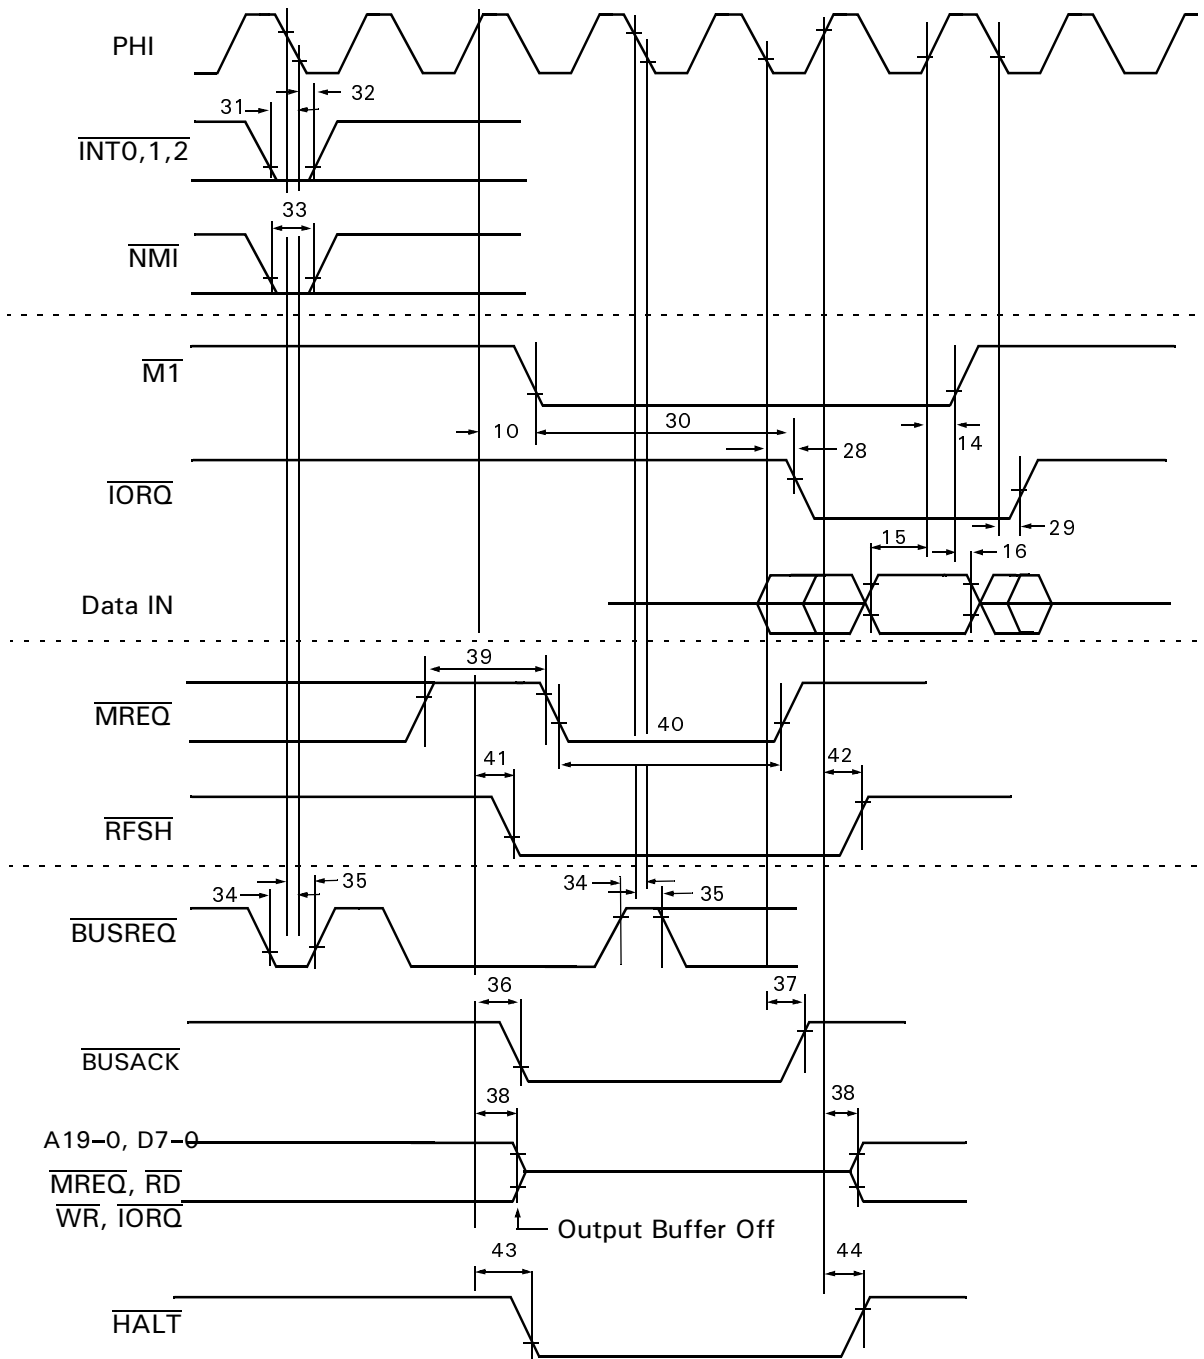 PHI
32
31
INT0,1,2
33
NMI
M1
30
10
14
28
IORQ
29
15
16
Data IN
39
MREQ
40
41
42
RFSH
35
34
34
35
BUSREQ
36
37
BUSACK
38
38
A19–0, D7–0
MREQ, RD
WR, IORQ
Output Buffer Off
43
44
HALT